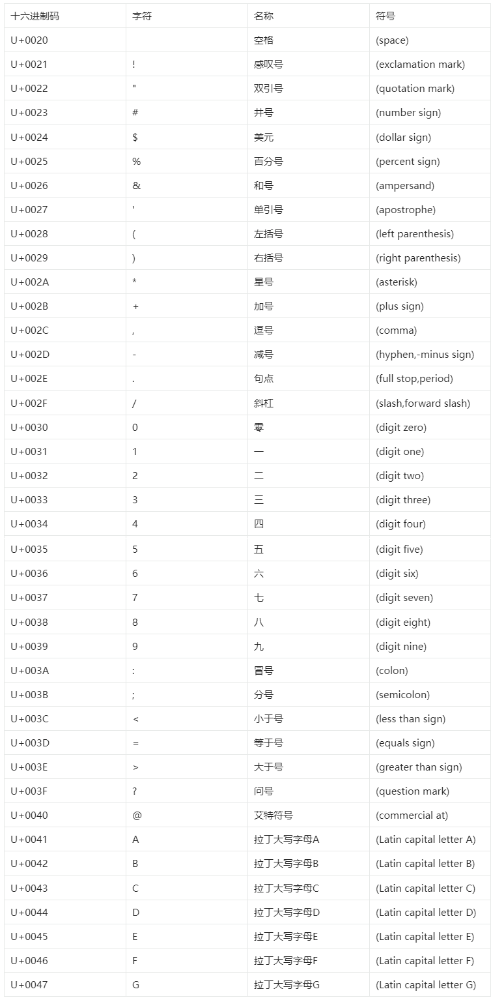 十六进制码 字符 名称 符号
U+0020 空格 (space)
U+0021 ! 感叹号 (exclamation mark)
U+0022 " 双引号 (quotation mark)
U+0023 # 井号 (number sign)
U+0024 $ 美元 (dollar sign)
U+0025 % 百分号 (percent sign)
U+0026 & 和号 (ampersand)
U+0027 ' 单引号 (apostrophe)
U+0028 ( 左括号 (left parenthesis)
U+0029 ) 右括号 (right parenthesis)
U+002A * 星号 (asterisk)
U+002B + 加号 (plus sign)
U+002C , 逗号 (comma)
U+002D - 减号 (hyphen,-minus sign)
U+002E . 句点 (full stop,period)
U+002F / 斜杠 (slash,forward slash)
U+0030 0 零 (digit zero)
U+0031 1 一 (digit one)
U+0032 2 二 (digit two)
U+0033 3 三 (digit three)
U+0034 4 四 (digit four)
U+0035 5 五 (digit five)
U+0036 6 六 (digit six)
U+0037 7 七 (digit seven)
U+0038 8 八 (digit eight)
U+0039 9 九 (digit nine)
U+003A : 冒号 (colon)
U+003B ; 分号 (semicolon)
U+003C < 小于号 (less than sign)
U+003D = 等于号 (equals sign)
U+003E > 大于号 (greater than sign)
U+003F ? 问号 (question mark)
U+0040 @ 艾特符号 (commercial at)
U+0041 A 拉丁大写字母A (Latin capital letter A)
U+0042 B 拉丁大写字母B (Latin capital letter B)
U+0043 C 拉丁大写字母C (Latin capital letter C)
U+0044 D 拉丁大写字母D (Latin capital letter D)
U+0045 E 拉丁大写字母E (Latin capital letter E)
U+0046 F 拉丁大写字母F (Latin capital letter F)
U+0047 G 拉丁大写字母G (Latin capital letter G)